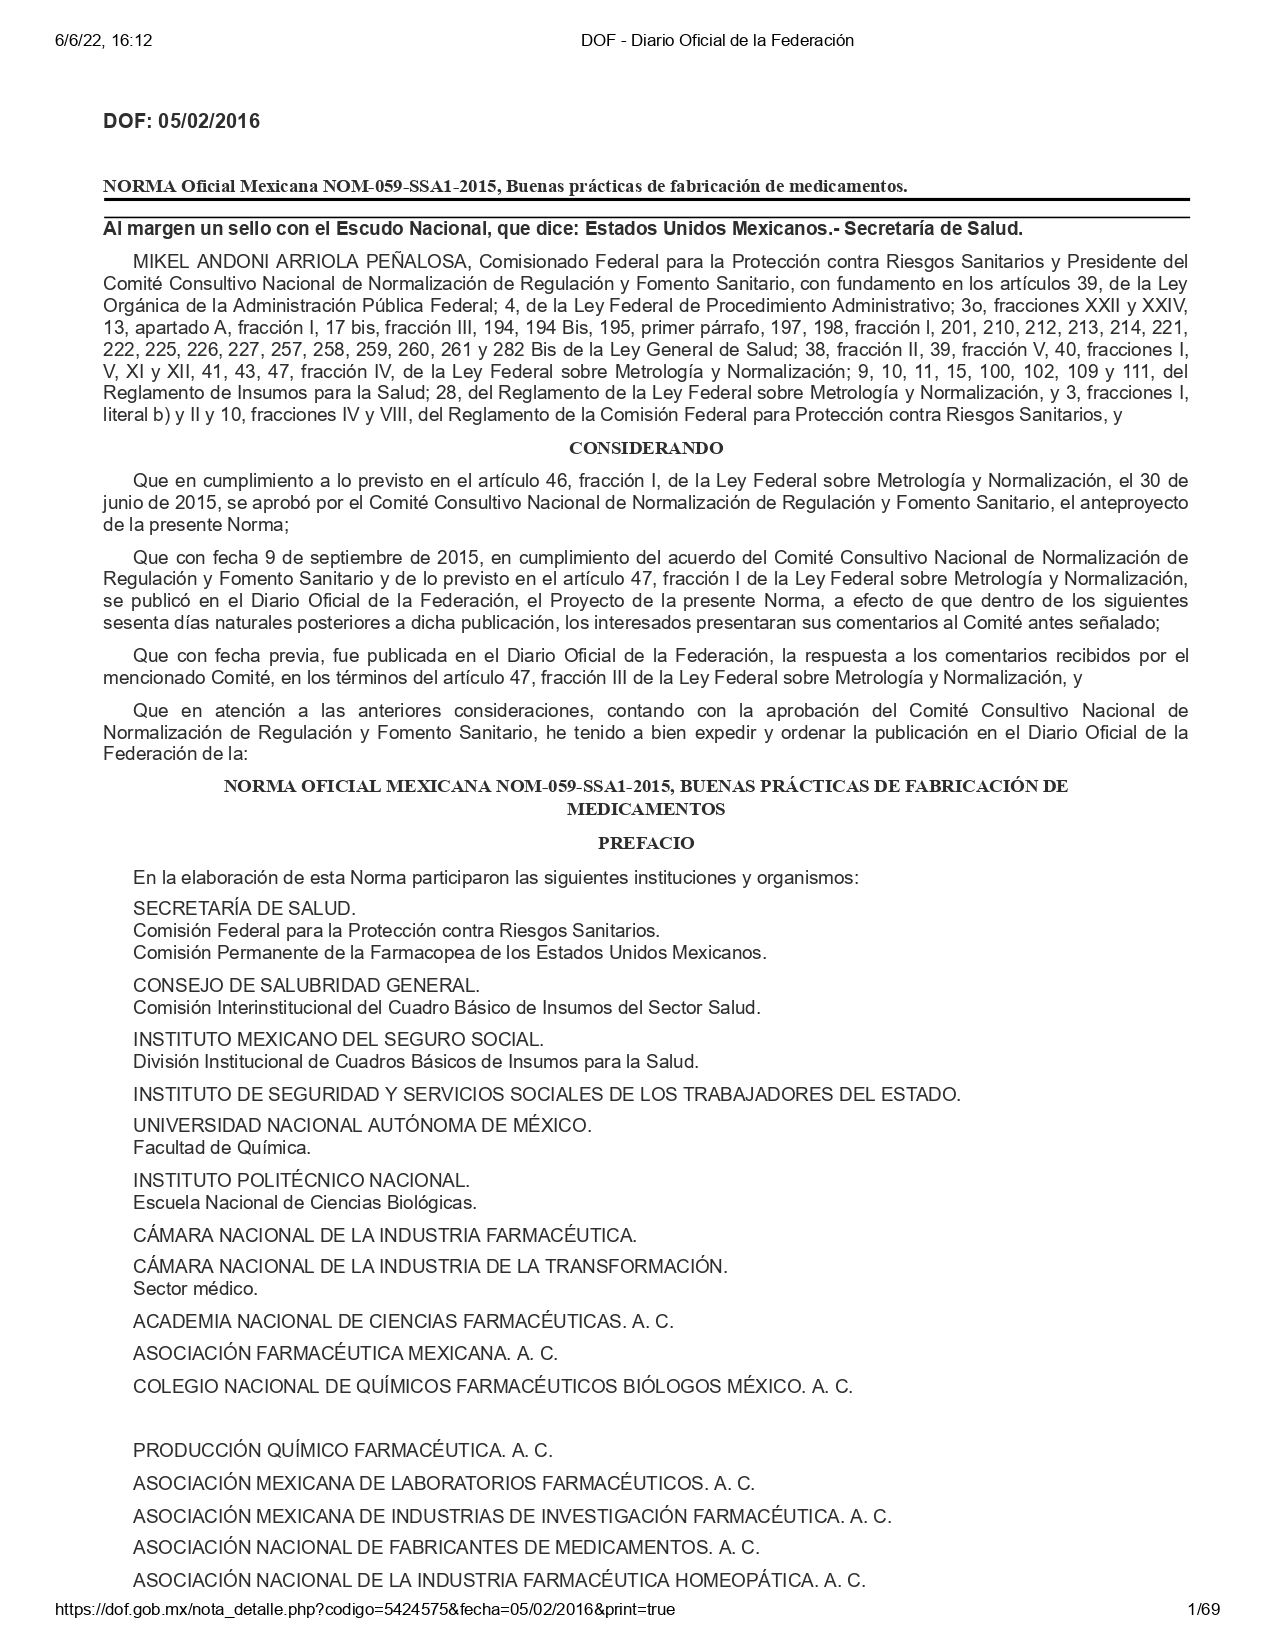 6/6/22, 16:12 DOF - Diario Oficial de la Federación
DOF: 05/02/2016
NORMA Oficial Mexicana NOM-059-SSA1-2015, Buenas prácticas de fabricación de medicamentos.
Al margen un sello con el Escudo Nacional, que dice: Estados Unidos Mexicanos.- Secretaría de Salud.
MIKEL ANDONI ARRIOLA PEÑALOSA, Comisionado Federal para la Protección contra Riesgos Sanitarios y Presidente del
Comité Consultivo Nacional de Normalización de Regulación y Fomento Sanitario, con fundamento en los artículos 39, de la Ley
Orgánica de la Administración Pública Federal; 4, de la Ley Federal de Procedimiento Administrativo; 3o, fracciones XXII y XXIV,
13, apartado A, fracción I, 17 bis, fracción III, 194, 194 Bis, 195, primer párrafo, 197, 198, fracción I, 201, 210, 212, 213, 214, 221,
222, 225, 226, 227, 257, 258, 259, 260, 261 y 282 Bis de la Ley General de Salud; 38, fracción II, 39, fracción V, 40, fracciones I,
V, XI y XII, 41, 43, 47, fracción IV, de la Ley Federal sobre Metrología y Normalización; 9, 10, 11, 15, 100, 102, 109 y 111, del
Reglamento de Insumos para la Salud; 28, del Reglamento de la Ley Federal sobre Metrología y Normalización, y 3, fracciones I,
literal b) y II y 10, fracciones IV y VIII, del Reglamento de la Comisión Federal para Protección contra Riesgos Sanitarios, y
CONSIDERANDO
Que en cumplimiento a lo previsto en el artículo 46, fracción I, de la Ley Federal sobre Metrología y Normalización, el 30 de
junio de 2015, se aprobó por el Comité Consultivo Nacional de Normalización de Regulación y Fomento Sanitario, el anteproyecto
de la presente Norma;
Que con fecha 9 de septiembre de 2015, en cumplimiento del acuerdo del Comité Consultivo Nacional de Normalización de
Regulación y Fomento Sanitario y de lo previsto en el artículo 47, fracción I de la Ley Federal sobre Metrología y Normalización,
se publicó en el Diario Oficial de la Federación, el Proyecto de la presente Norma, a efecto de que dentro de los siguientes
sesenta días naturales posteriores a dicha publicación, los interesados presentaran sus comentarios al Comité antes señalado;
Que con fecha previa, fue publicada en el Diario Oficial de la Federación, la respuesta a los comentarios recibidos por el
mencionado Comité, en los términos del artículo 47, fracción III de la Ley Federal sobre Metrología y Normalización, y
Que en atención a las anteriores consideraciones, contando con la aprobación del Comité Consultivo Nacional de
Normalización de Regulación y Fomento Sanitario, he tenido a bien expedir y ordenar la publicación en el Diario Oficial de la
Federación de la:
NORMA OFICIAL MEXICANA NOM-059-SSA1-2015, BUENAS PRÁCTICAS DE FABRICACIÓN DE
MEDICAMENTOS
PREFACIO
En la elaboración de esta Norma participaron las siguientes instituciones y organismos:
SECRETARÍA DE SALUD.
Comisión Federal para la Protección contra Riesgos Sanitarios.
Comisión Permanente de la Farmacopea de los Estados Unidos Mexicanos.
CONSEJO DE SALUBRIDAD GENERAL.
Comisión Interinstitucional del Cuadro Básico de Insumos del Sector Salud.
INSTITUTO MEXICANO DEL SEGURO SOCIAL.
División Institucional de Cuadros Básicos de Insumos para la Salud.
INSTITUTO DE SEGURIDAD Y SERVICIOS SOCIALES DE LOS TRABAJADORES DEL ESTADO.
UNIVERSIDAD NACIONAL AUTÓNOMA DE MÉXICO.
Facultad de Química.
INSTITUTO POLITÉCNICO NACIONAL.
Escuela Nacional de Ciencias Biológicas.
CÁMARA NACIONAL DE LA INDUSTRIA FARMACÉUTICA.
CÁMARA NACIONAL DE LA INDUSTRIA DE LA TRANSFORMACIÓN.
Sector médico.
ACADEMIA NACIONAL DE CIENCIAS FARMACÉUTICAS. A. C.
ASOCIACIÓN FARMACÉUTICA MEXICANA. A. C.
COLEGIO NACIONAL DE QUÍMICOS FARMACÉUTICOS BIÓLOGOS MÉXICO. A. C.
PRODUCCIÓN QUÍMICO FARMACÉUTICA. A. C.
ASOCIACIÓN MEXICANA DE LABORATORIOS FARMACÉUTICOS. A. C.
ASOCIACIÓN MEXICANA DE INDUSTRIAS DE INVESTIGACIÓN FARMACÉUTICA. A. C.
ASOCIACIÓN NACIONAL DE FABRICANTES DE MEDICAMENTOS. A. C.
ASOCIACIÓN NACIONAL DE LA INDUSTRIA FARMACÉUTICA HOMEOPÁTICA. A. C.
https://dof.gob.mx/nota_detalle.php?codigo=5424575&fecha=05/02/2016&print=true 1/69